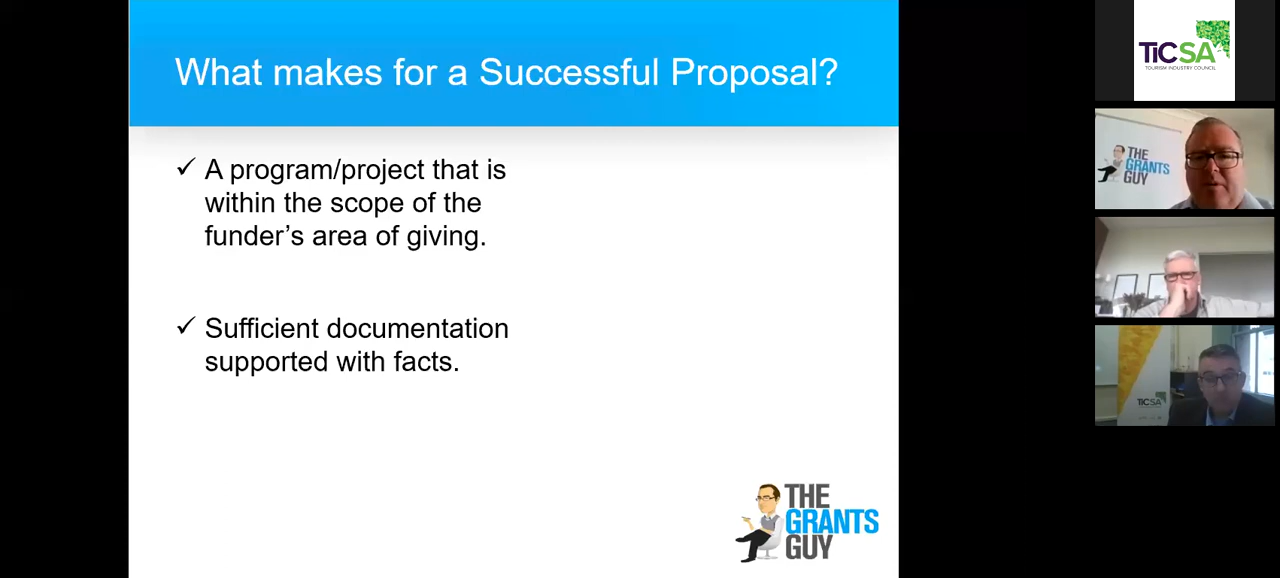 What makes for a Successful Proposal?
✓ A program/project that is
within the scope of the
funder’s area of giving.
✓ Sufficient documentation
supported with facts.
THE
GRANTS
GUY
TiCSA
TOURISM INDUSTRY COUNCIL
THE
GRANTS
GUY
TiCSA